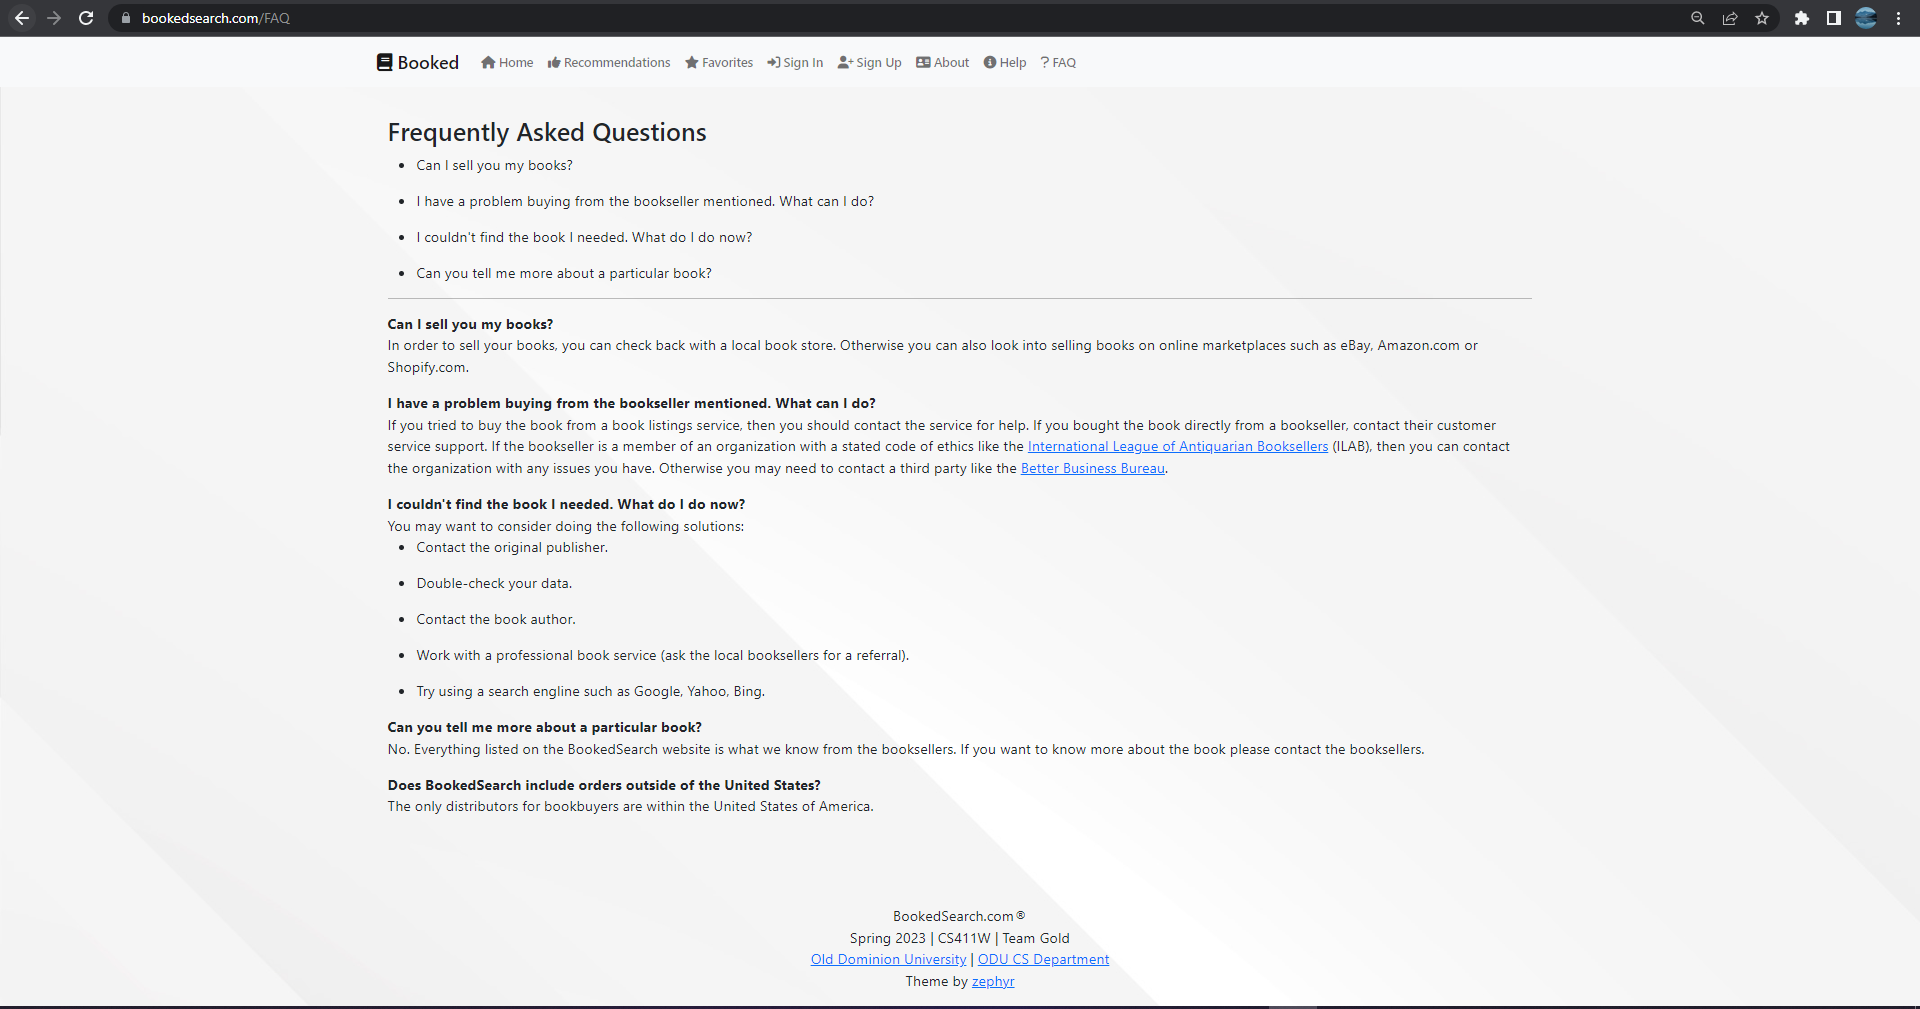 bookedsearch.com/FAQ
Booked Home Recommendations Favorites Sign In Sign Up About Help ? FAQ
Frequently Asked Questions
• Can I sell you my books?
• I have a problem buying from the bookseller mentioned. What can I do?
• I couldn't find the book I needed. What do I do now?
• Can you tell me more about a particular book?
Can I sell you my books?
In order to sell your books, you can check back with a local book store. Otherwise you can also look into selling books on online marketplaces such as eBay, Amazon.com or
Shopify.com.
I have a problem buying from the bookseller mentioned. What can I do?
If you tried to buy the book from a book listings service, then you should contact the service for help. If you bought the book directly from a bookseller, contact their customer
service support. If the bookseller is a member of an organization with a stated code of ethics like the International League of Antiquarian Booksellers (ILAB), then you can contact
the organization with any issues you have. Otherwise you may need to contact a third party like the Better Business Bureau.
I couldn't find the book I needed. What do I do now?
You may want to consider doing the following solutions:
• Contact the original publisher.
• Double-check your data.
• Contact the book author.
• Work with a professional book service (ask the local booksellers for a referral).
• Try using a search engline such as Google, Yahoo, Bing.
Can you tell me more about a particular book?
No. Everything listed on the BookedSearch website is what we know from the booksellers. If you want to know more about the book please contact the booksellers.
Does BookedSearch include orders outside of the United States?
The only distributors for bookbuyers are within the United States of America.
BookedSearch.com®
Spring 2023 | CS411W | Team Gold
Old Dominion University | ODU CS Department
Theme by zephyr